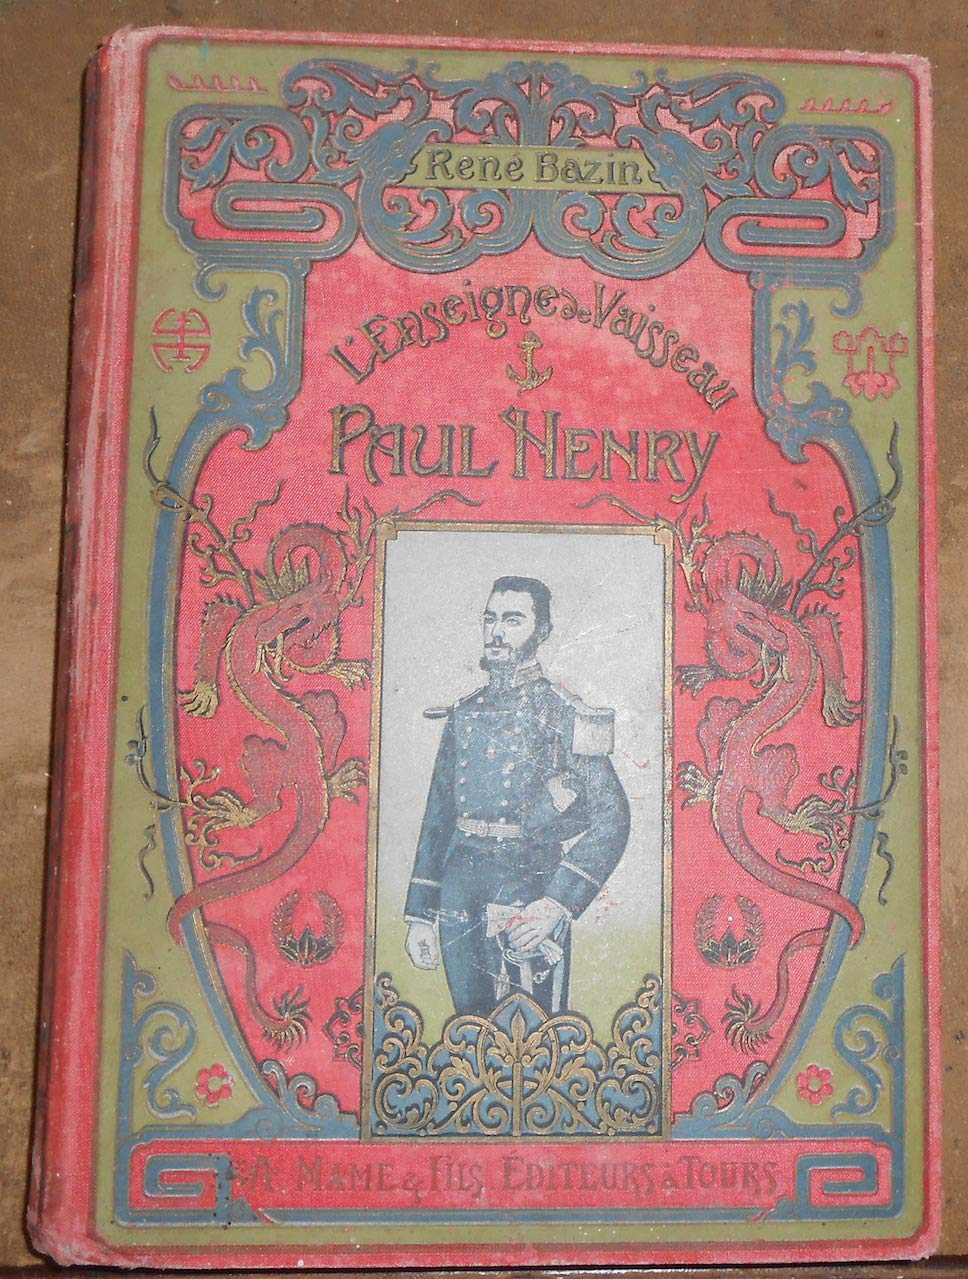 René Bazin
L'Enseigne de Vaisseau
Paul Henry
A. Mame & Fils. Éditeurs à Tours